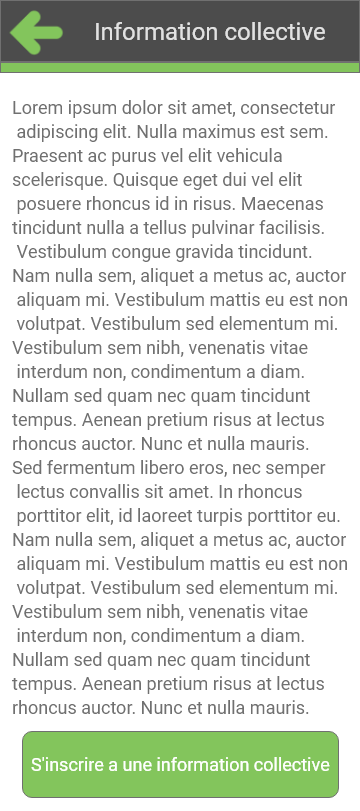 Information collective
Lorem ipsum dolor sit amet, consectetur
adipiscing elit. Nulla maximus est sem.
Praesent ac purus vel elit vehicula
scelerisque. Quisque eget dui vel elit
posuere rhoncus id in risus. Maecenas
tincidunt nulla a tellus pulvinar facilisis.
Vestibulum congue gravida tincidunt.
Nam nulla sem, aliquet a metus ac, auctor
aliquam mi. Vestibulum mattis eu est non
volutpat. Vestibulum sed elementum mi.
Vestibulum sem nibh, venenatis vitae
interdum non, condimentum a diam.
Nullam sed quam nec quam tincidunt
tempus. Aenean pretium risus at lectus
rhoncus auctor. Nunc et nulla mauris.
Sed fermentum libero eros, nec semper
lectus convallis sit amet. In rhoncus
porttitor elit, id laoreet turpis porttitor eu.
Nam nulla sem, aliquet a metus ac, auctor
aliquam mi. Vestibulum mattis eu est non
volutpat. Vestibulum sed elementum mi.
Vestibulum sem nibh, venenatis vitae
interdum non, condimentum a diam.
Nullam sed quam nec quam tincidunt
tempus. Aenean pretium risus at lectus
rhoncus auctor. Nunc et nulla mauris.
S'inscrire a une information collective